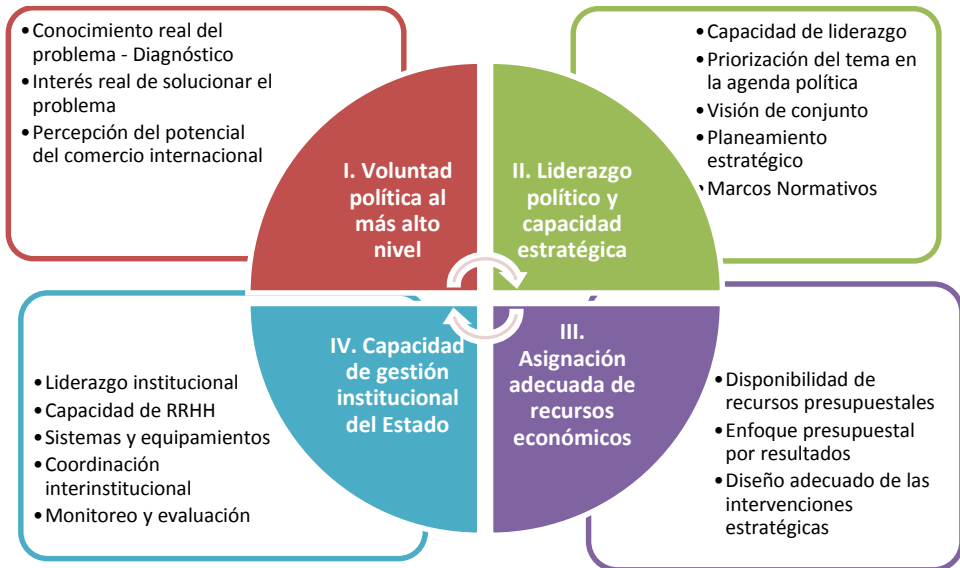 •Conocimiento real del
problema - Diagnóstico
•Interés real de solucionar el
problema
•Percepción del potencial
del comercio internacional
I. Voluntad
política al
más alto
nivel
•Capacidad de liderazgo
•Priorización del tema en
la agenda política
•Visión de conjunto
•Planeamiento
estratégico
•Marcos Normativos
II. Liderazgo
político y
capacidad
estratégica
•Liderazgo institucional
•Capacidad de RRHH
•Sistemas y equipamientos
•Coordinación
interinstitucional
•Monitoreo y evaluación
IV. Capacidad
de gestión
institucional
del Estado
III.
Asignación
adecuada de
recursos
económicos
•Disponibilidad de
recursos presupuestales
•Enfoque presupuestal
por resultados
•Diseño adecuado de las
intervenciones
estratégicas